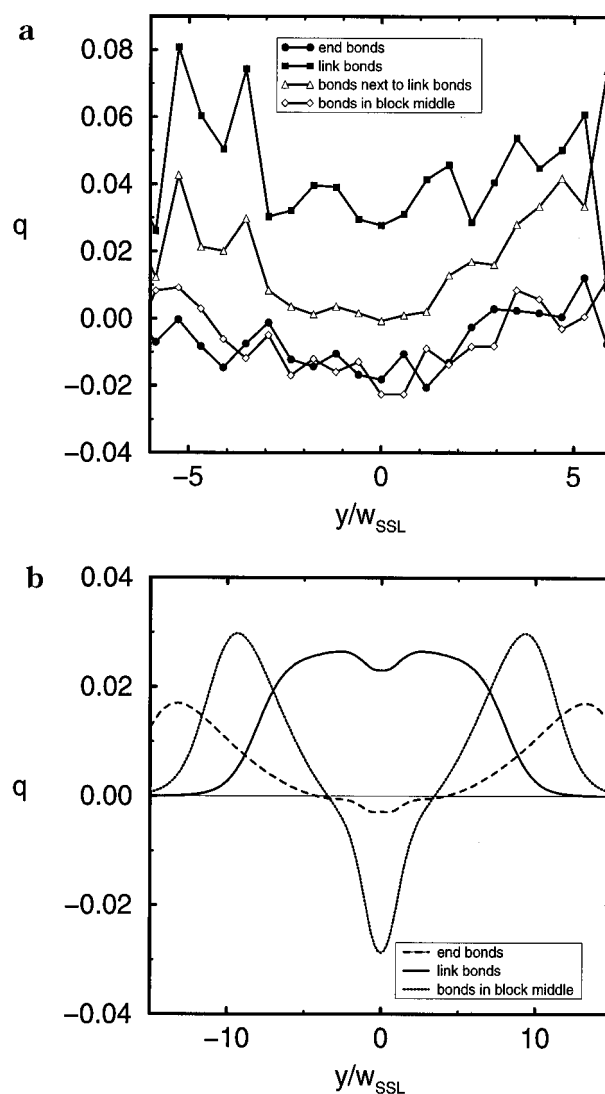 a
0.08
0.06
0.04
q
0.02
0.00
−0.02
−0.04
end bonds
link bonds
bonds next to link bonds
bonds in block middle
−5
0
5
y/wSSL
b
0.04
0.02
q
0.00
−0.02
−0.04
end bonds
link bonds
bonds in block middle
−10
0
10
y/wSSL